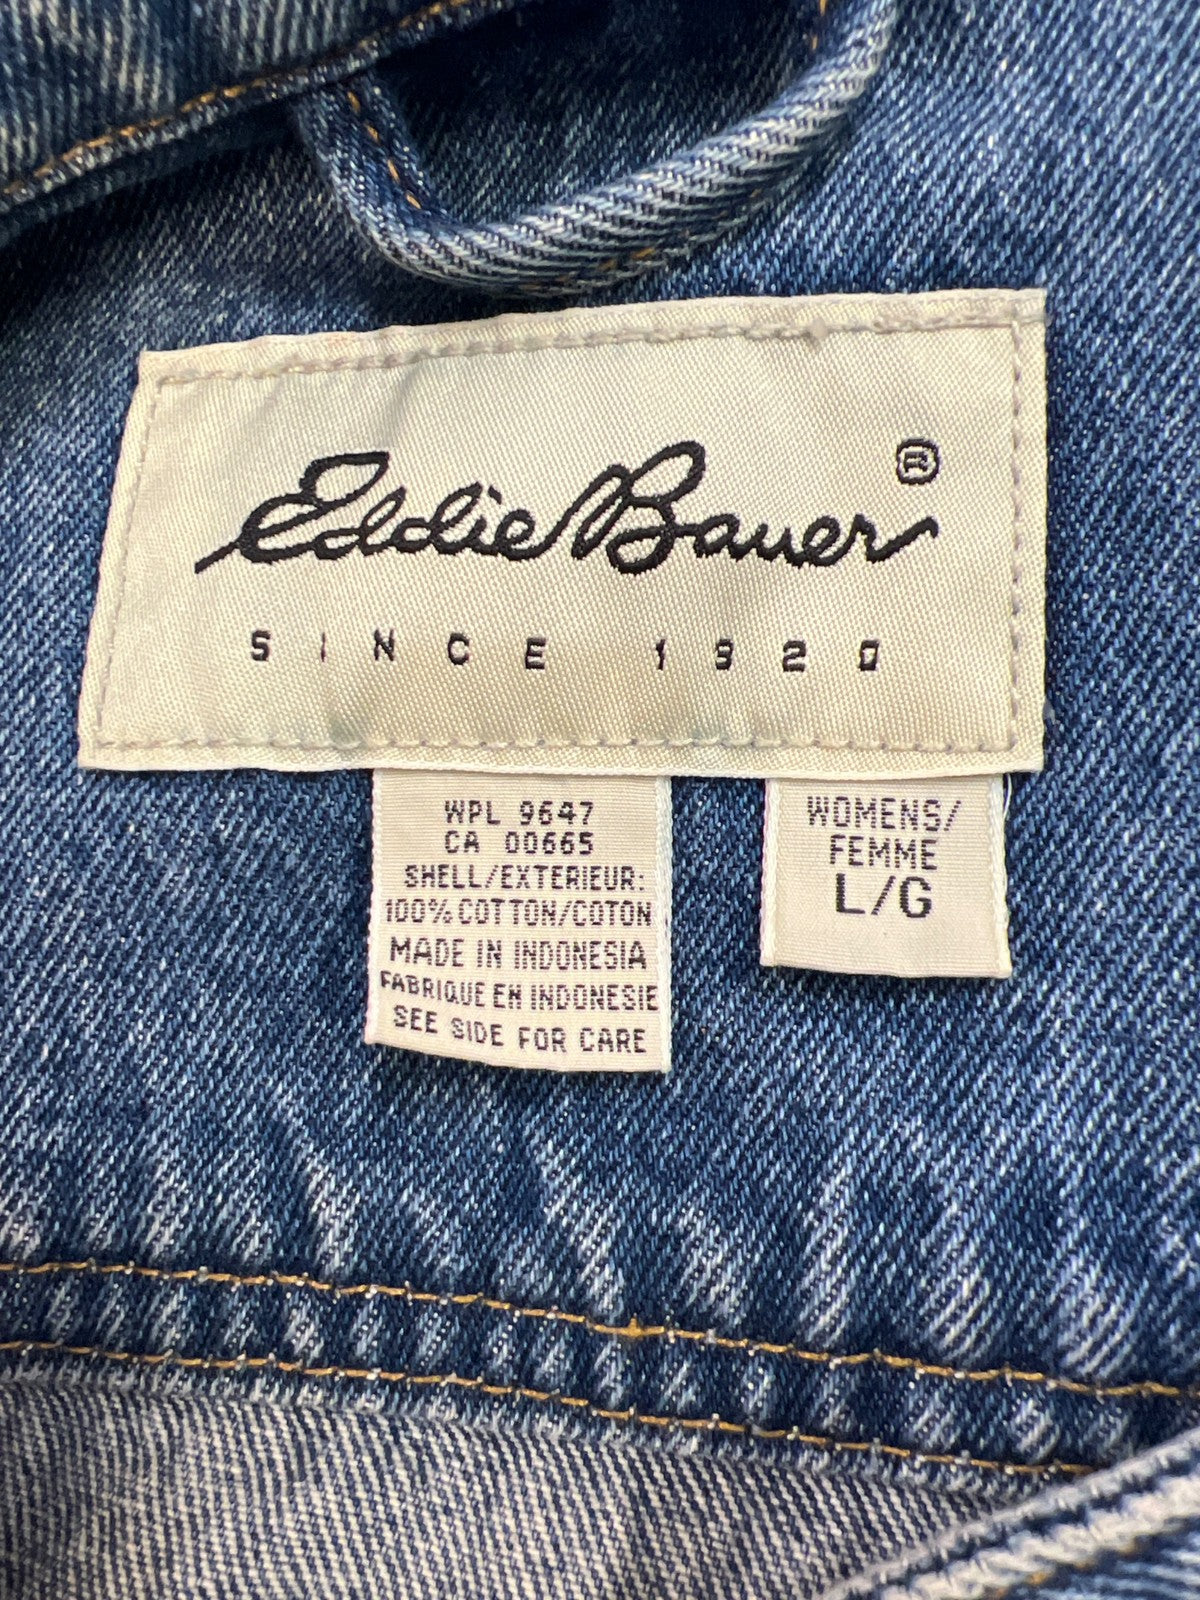 Eddie Bauer ®
SINCE 1920
WPL 9647
CA 00665
SHELL/EXTERIEUR:
100% COTTON/COTON
MADE IN INDONESIA
FABRIQUE EN INDONESIE
SEE SIDE FOR CARE
WOMENS/
FEMME
L/G